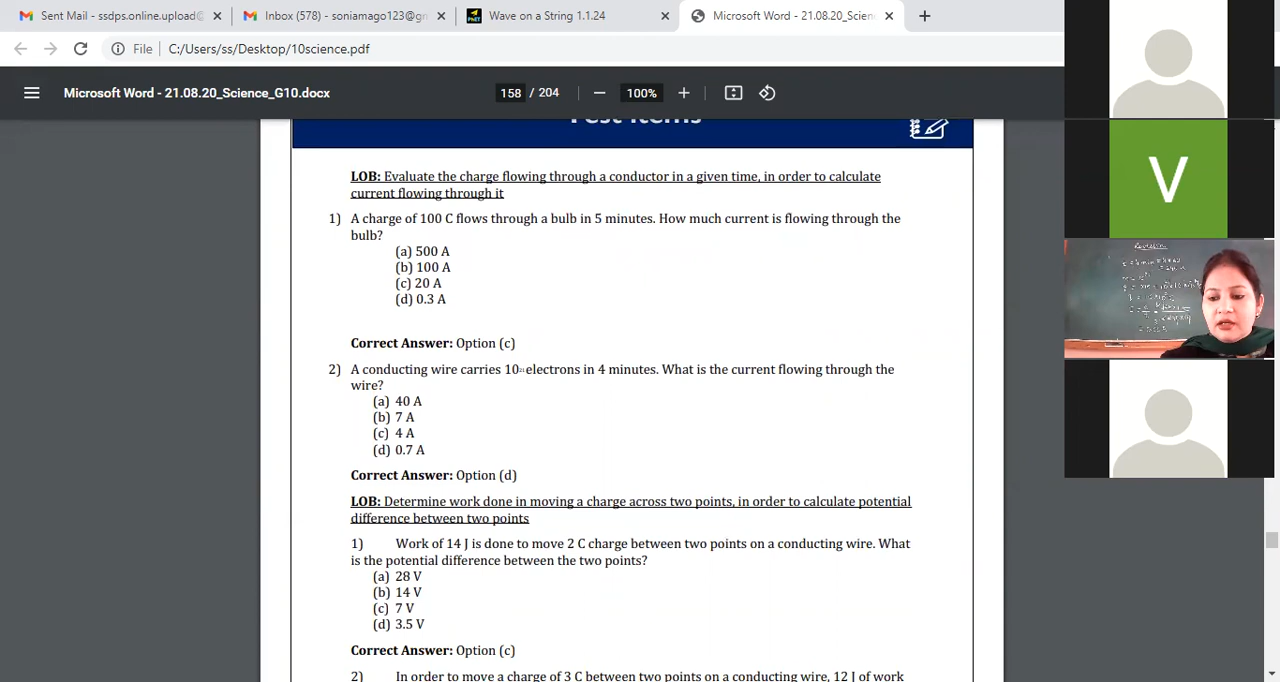 Sent Mail - ssdps.online.upload@
Inbox (578) - soniamago123@gr
Wave on a String 1.1.24
Microsoft Word - 21.08.20_Scien
File | C:/Users/ss/Desktop/10science.pdf
Microsoft Word - 21.08.20_Science_G10.docx
158 / 204
100%
Test Items
LOB: Evaluate the charge flowing through a conductor in a given time, in order to calculate
current flowing through it
1) A charge of 100 C flows through a bulb in 5 minutes. How much current is flowing through the
bulb?
(a) 500 A
(b) 100 A
(c) 20 A
(d) 0.3 A
Correct Answer: Option (c)
2) A conducting wire carries 10²¹ electrons in 4 minutes. What is the current flowing through the
wire?
(a) 40 A
(b) 7 A
(c) 4 A
(d) 0.7 A
Correct Answer: Option (d)
LOB: Determine work done in moving a charge across two points, in order to calculate potential
difference between two points
1) Work of 14 J is done to move 2 C charge between two points on a conducting wire. What
is the potential difference between the two points?
(a) 28 V
(b) 14 V
(c) 7 V
(d) 3.5 V
Correct Answer: Option (c)
2) In order to move a charge of 3 C between two points on a conducting wire, 12 J of work
V
Revision